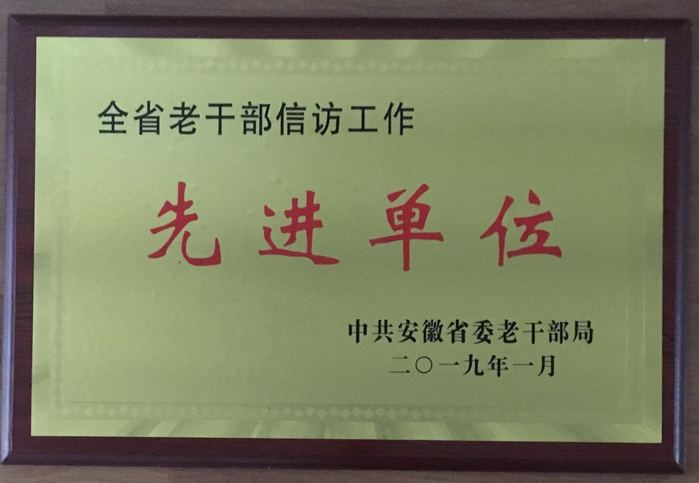 全省老干部信访工作
先进单位
中共安徽省委老干部局
二〇一九年一月